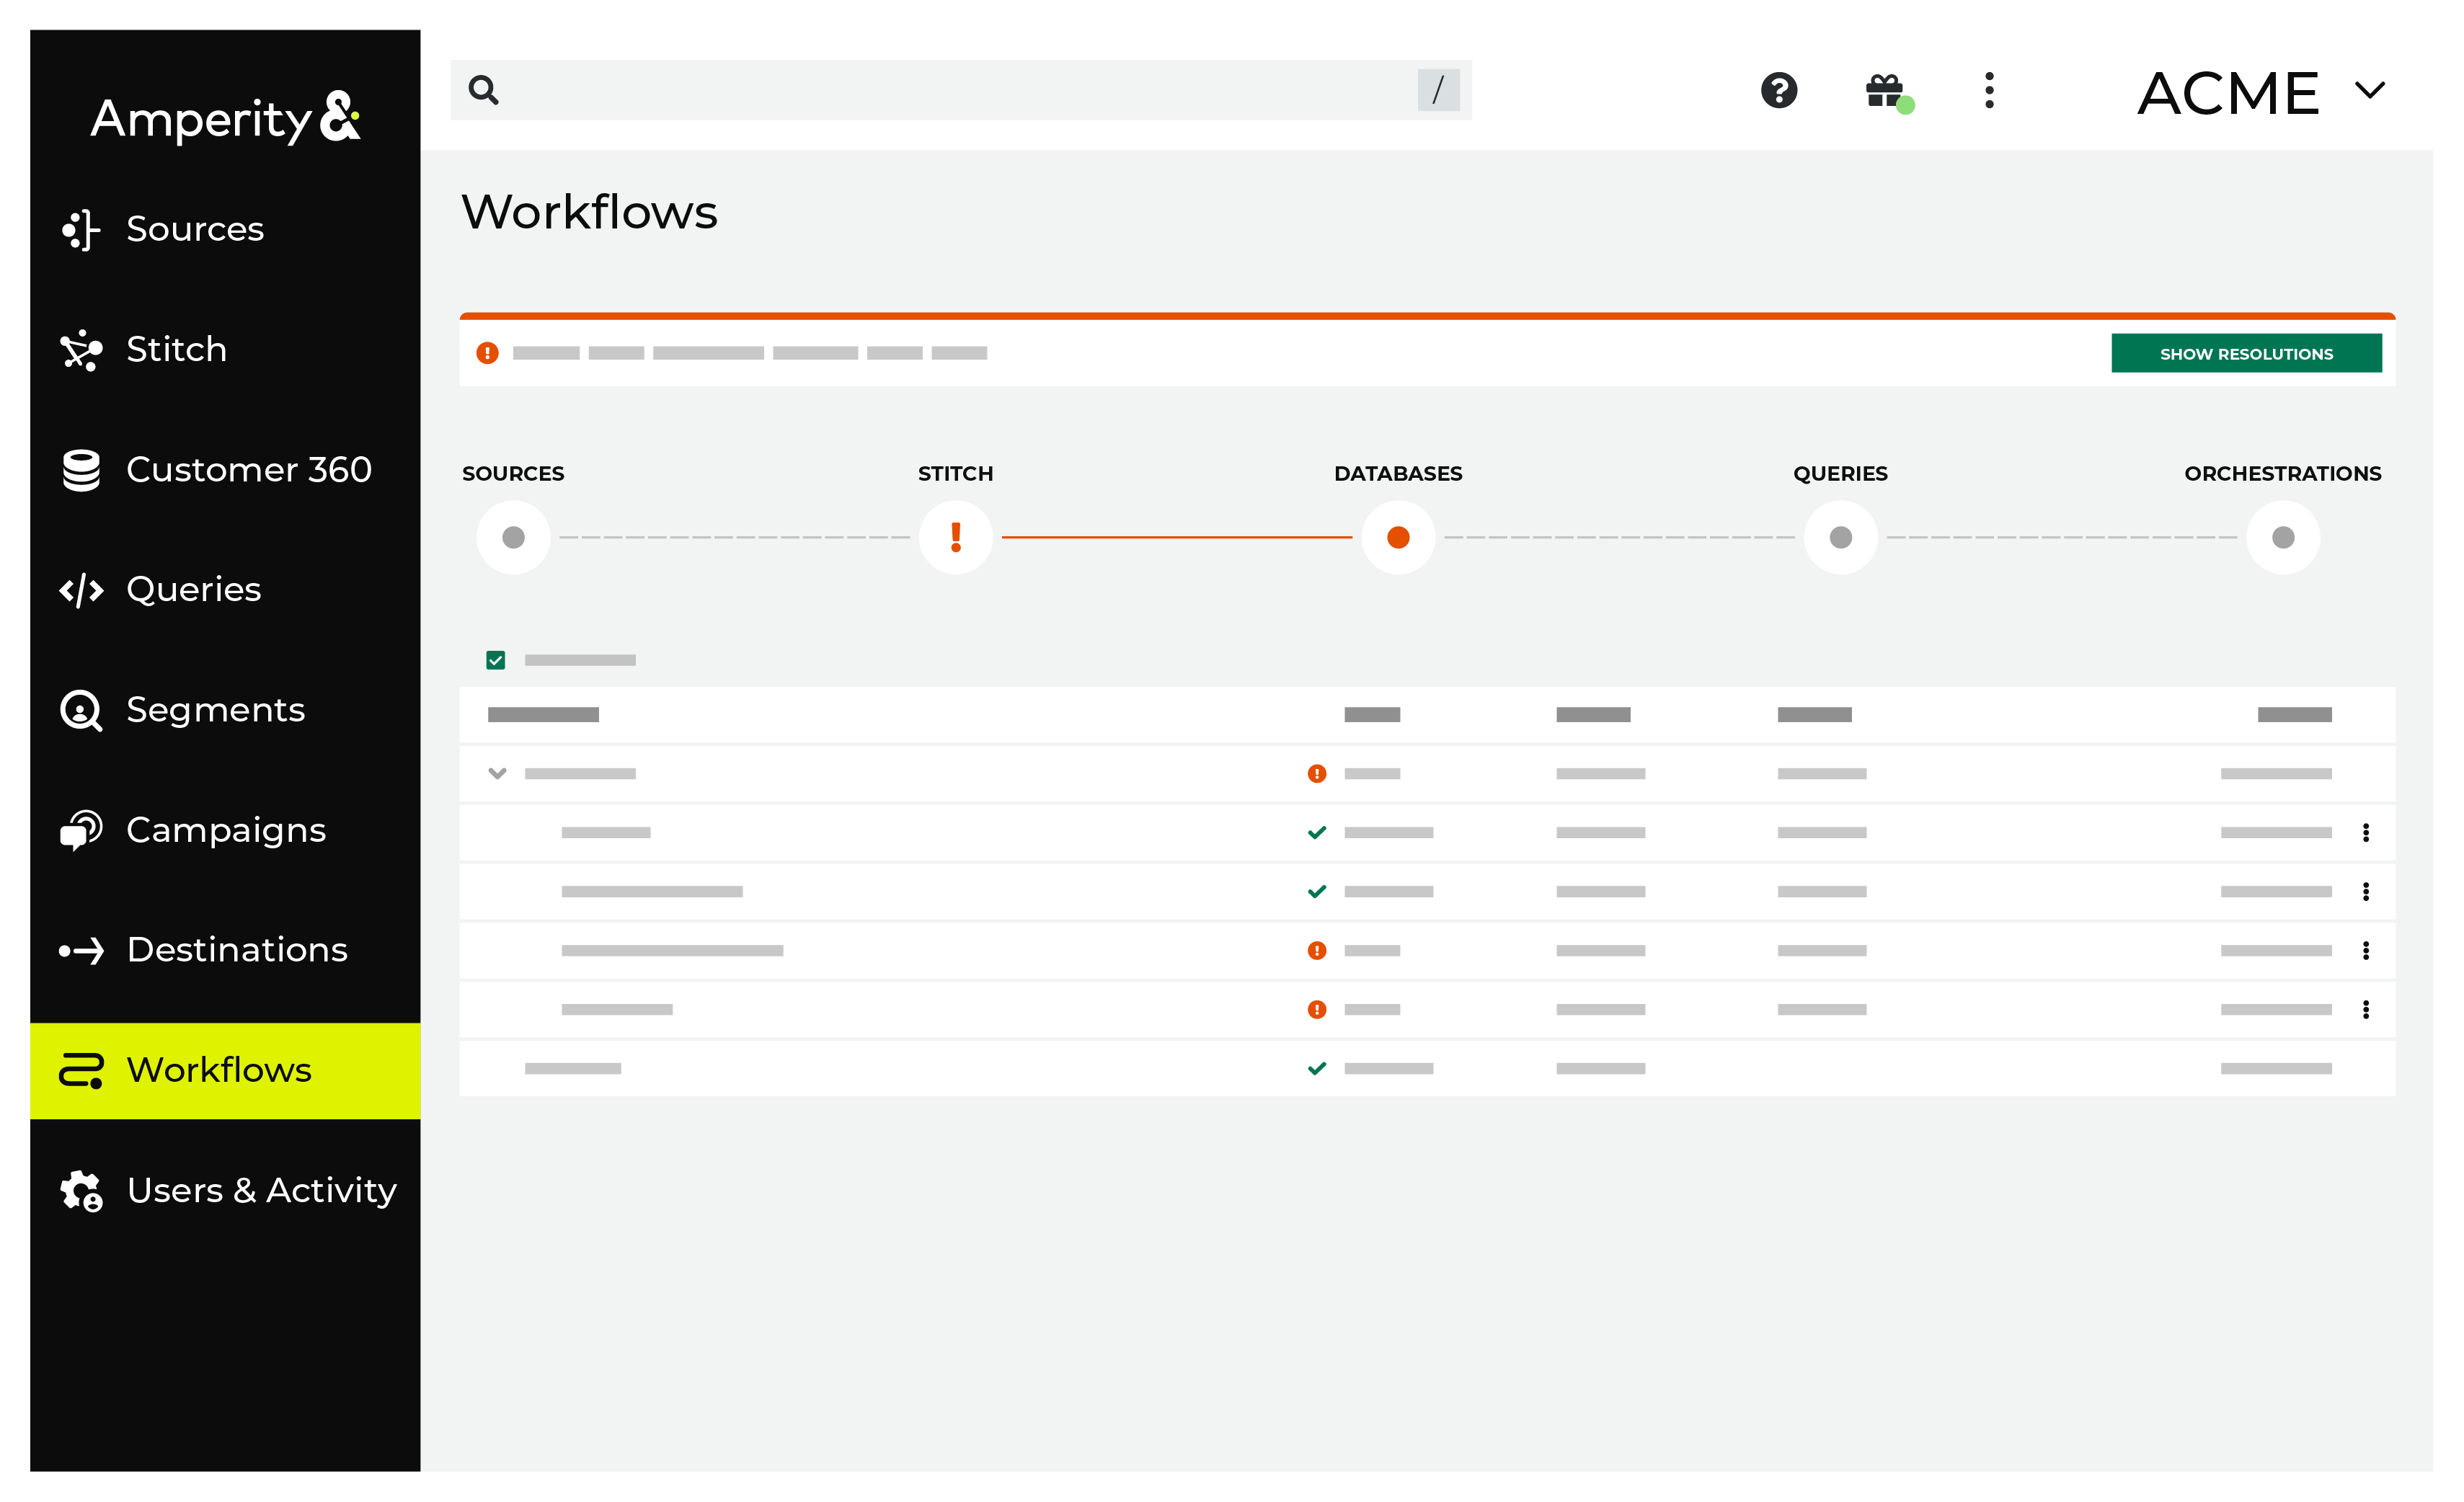 Amperity
/
ACME
Sources
Stitch
Customer 360
Queries
Segments
Campaigns
Destinations
Workflows
Users & Activity
Workflows
SHOW RESOLUTIONS
SOURCES
STITCH
DATABASES
QUERIES
ORCHESTRATIONS